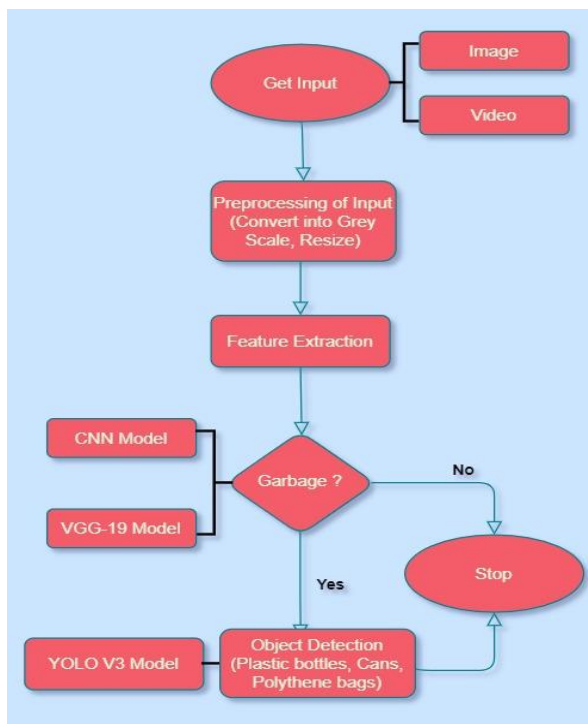 Get Input
Image
Video
Preprocessing of Input
(Convert into Grey
Scale, Resize)
Feature Extraction
CNN Model
VGG-19 Model
Garbage ?
No
Yes
Stop
YOLO V3 Model
Object Detection
(Plastic bottles, Cans,
Polythene bags)